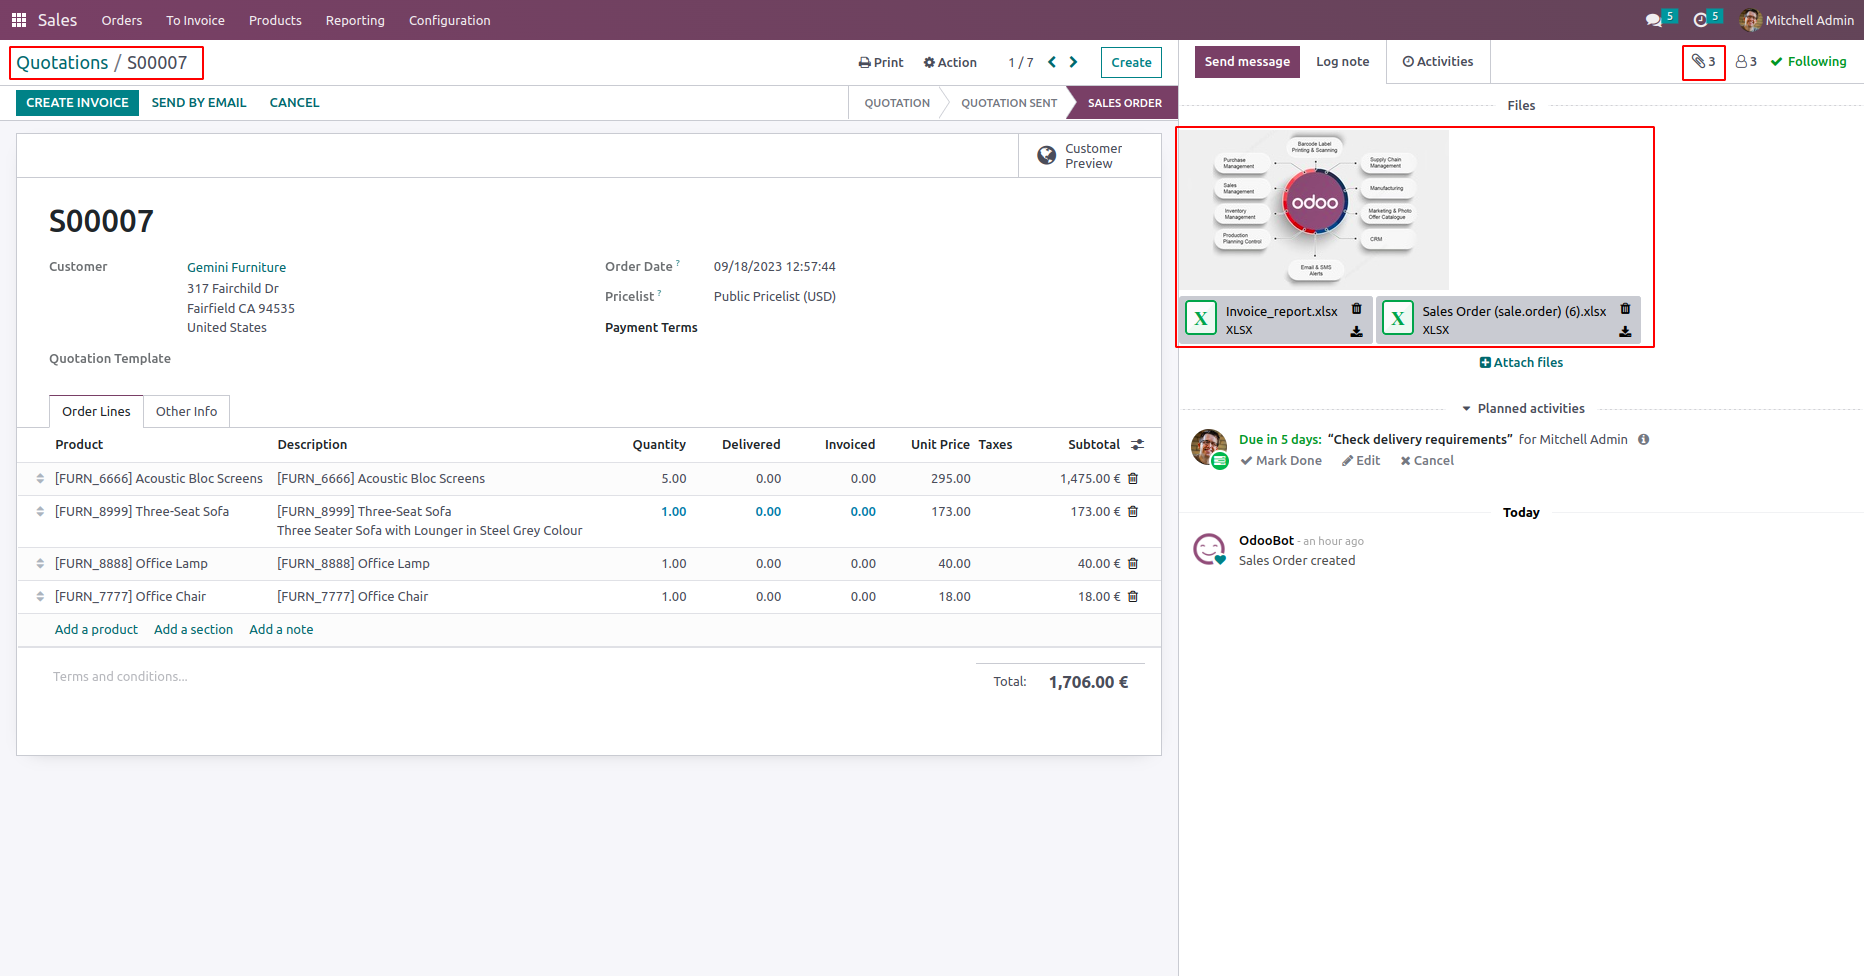 Sales Orders To Invoice Products Reporting Configuration 5 5 Mitchell Admin
Quotations / S00007 Print Action 1 / 7 Create
CREATE INVOICE SEND BY EMAIL CANCEL QUOTATION QUOTATION SENT SALES ORDER
Customer
Preview
S00007
Customer Gemini Furniture
317 Fairchild Dr
Fairfield CA 94535
United States
Quotation Template
Order Date ? 09/18/2023 12:57:44
Pricelist ? Public Pricelist (USD)
Payment Terms
Order Lines Other Info
Product Description Quantity Delivered Invoiced Unit Price Taxes Subtotal
[FURN_6666] Acoustic Bloc Screens [FURN_6666] Acoustic Bloc Screens 5.00 0.00 0.00 295.00 1,475.00 €
[FURN_8999] Three-Seat Sofa [FURN_8999] Three-Seat Sofa 1.00 0.00 0.00 173.00 173.00 €
Three Seater Sofa with Lounger in Steel Grey Colour
[FURN_8888] Office Lamp [FURN_8888] Office Lamp 1.00 0.00 0.00 40.00 40.00 €
[FURN_7777] Office Chair [FURN_7777] Office Chair 1.00 0.00 0.00 18.00 18.00 €
Add a product Add a section Add a note
Terms and conditions...
Total: 1,706.00 €
Send message Log note Activities 3 3 Following
Files
Barcode Label
Printing & Scanning
Purchase
Management
Supply Chain
Management
Sales
Management
Manufacturing
odoo
Inventory
Management
Marketing & Photo
Offer Catalogue
Production
Planning Control
CRM
Email & SMS
Alerts
X Invoice_report.xlsx
XLSX
X Sales Order (sale.order) (6).xlsx
XLSX
Attach files
Planned activities
Due in 5 days: “Check delivery requirements” for Mitchell Admin
Mark Done Edit Cancel
Today
OdooBot - an hour ago
Sales Order created